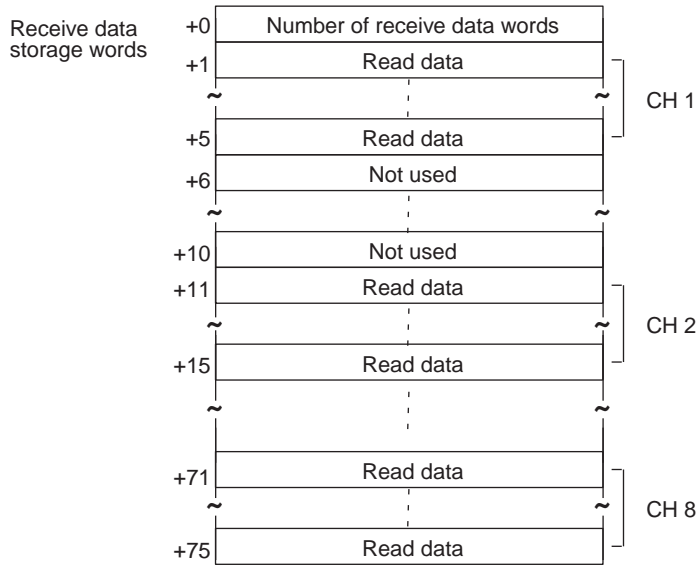 Receive data
storage words
+0 Number of receive data words
+1 Read data
CH 1
~ ~
+5 Read data
+6 Not used
~ ~
+10 Not used
+11 Read data
CH 2
~ ~
+15 Read data
~ ~
+71 Read data
~ ~
CH 8
+75 Read data